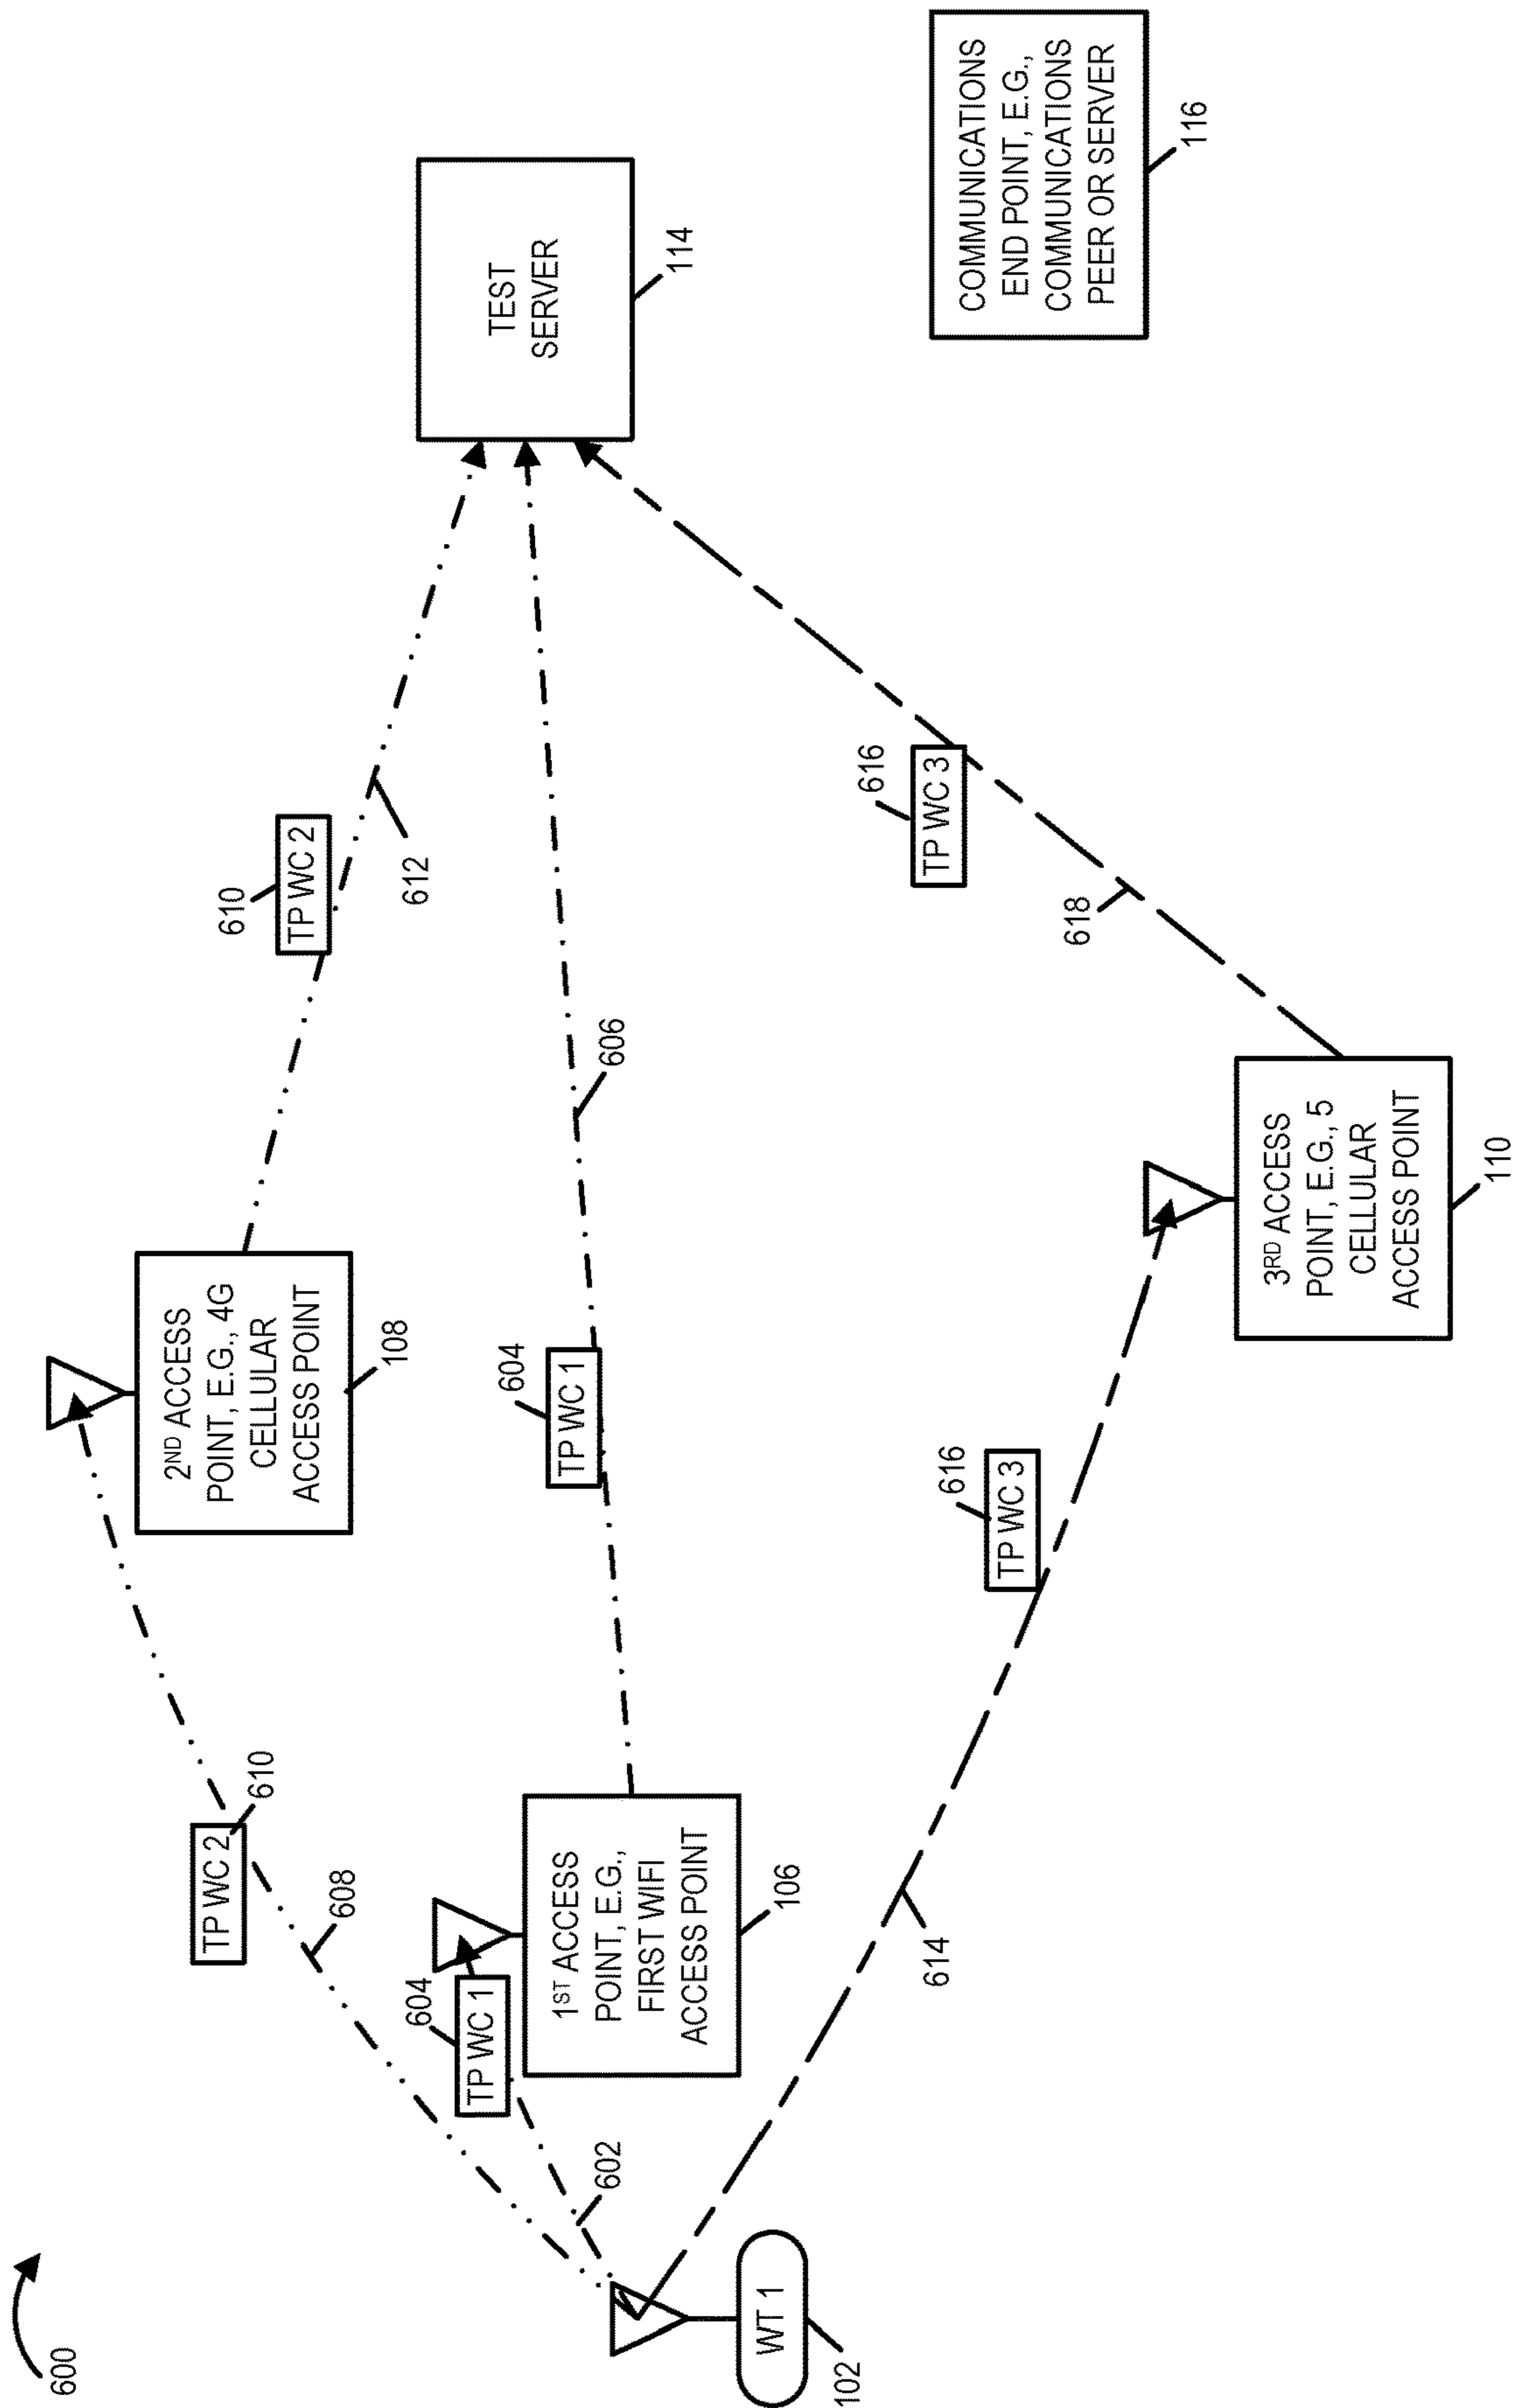 600
TP WC 2
610
608
2ND ACCESS
POINT, E.G., 4G
CELLULAR
ACCESS POINT
108
610
TP WC 2
612
TEST
SERVER
114
604
TP WC 1
602
1ST ACCESS
POINT, E.G.,
FIRST WIFI
ACCESS POINT
106
604
TP WC 1
606
WT 1
102
614
616
TP WC 3
3RD ACCESS
POINT, E.G., 5
CELLULAR
ACCESS POINT
110
616
TP WC 3
618
COMMUNICATIONS
END POINT, E.G.,
COMMUNICATIONS
PEER OR SERVER
116